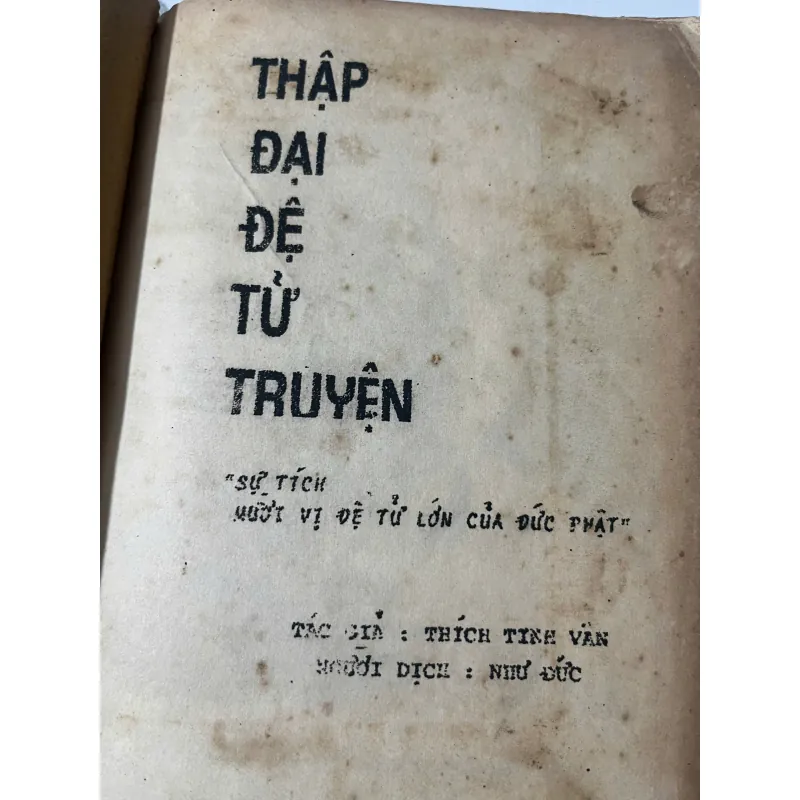 THẬP
ĐẠI
ĐỆ
TỬ
TRUYỆN
"SỰ TÍCH
MƯỜI VỊ ĐỆ TỬ LỚN CỦA ĐỨC PHẬT"
TÁC GIẢ : THÍCH TINH VÂN
NGƯỜI DỊCH : NHƯ ĐỨC